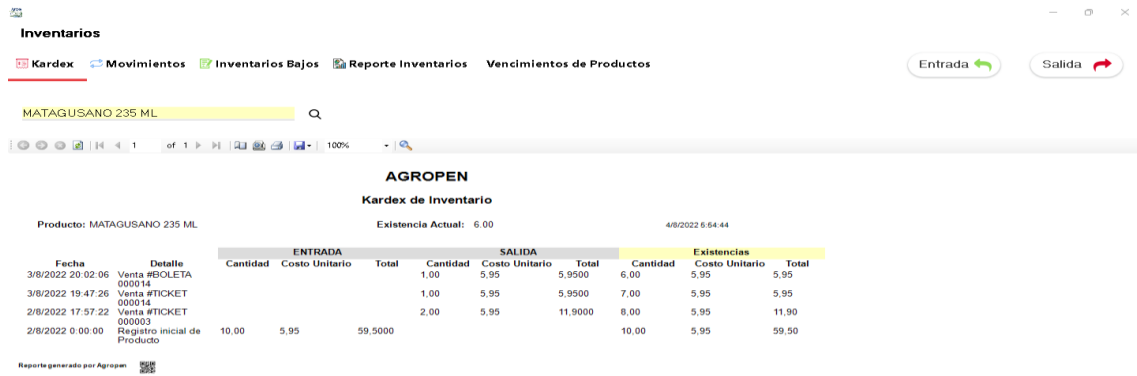 Inventarios
Kardex Movimientos Inventarios Bajos Reporte Inventarios Vencimientos de Productos Entrada Salida
MATAGUSANO 235 ML
1 of 1 100%
AGROPEN
Kardex de Inventario
Producto: MATAGUSANO 235 ML Existencia Actual: 6.00 4/8/2022 5:54:44
ENTRADA SALIDA Existencias
Fecha Detalle Cantidad Costo Unitario Total Cantidad Costo Unitario Total Cantidad Costo Unitario Total
3/8/2022 20:02:06 Venta #BOLETA 1,00 5,95 5,9500 6,00 5,95 5,95
000014
3/8/2022 19:47:26 Venta #TICKET 1,00 5,95 5,9500 7,00 5,95 5,95
000014
2/8/2022 17:57:22 Venta #TICKET 2,00 5,95 11,9000 8,00 5,95 11,90
000003
2/8/2022 0:00:00 Registro inicial de 10,00 5,95 59,5000 10,00 5,95 59,50
Producto
Reporte generado por Agropen